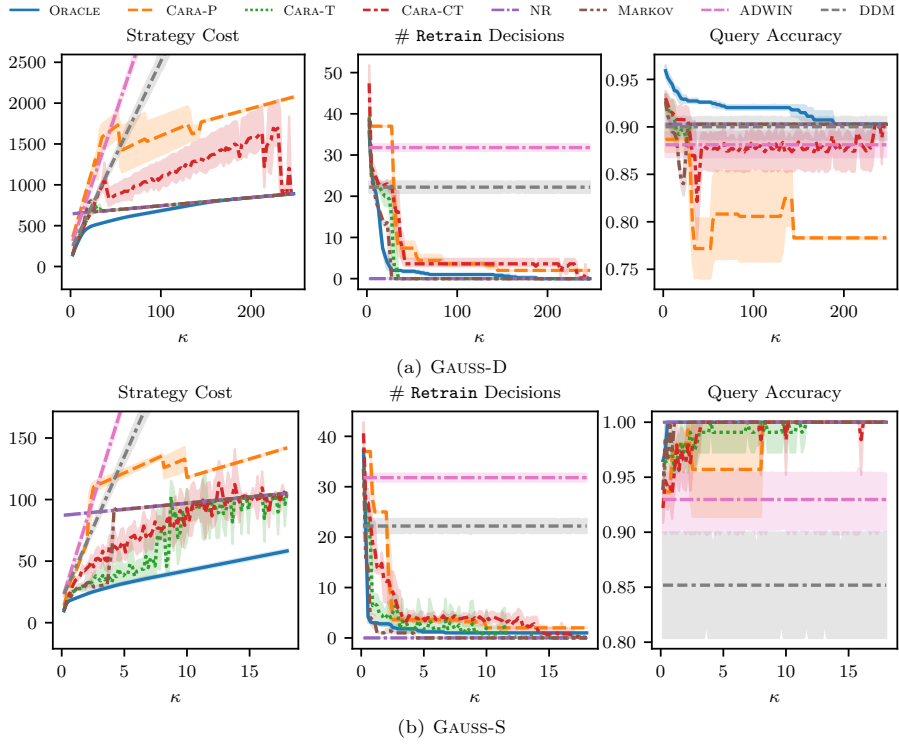 ORACLE CARA-P CARA-T CARA-CT NR MARKOV ADWIN DDM
Strategy Cost # Retrain Decisions Query Accuracy
2500 50 0.95
2000 40 0.90
1500 30 0.85
1000 20 0.80
500 10 0.75
0 0
0 100 200 0 100 200 0 100 200
κ κ κ
(a) GAUSS-D
Strategy Cost # Retrain Decisions Query Accuracy
150 40 1.00
100 30 0.95
50 20 0.90
0 10 0.85
0 0.80
0 5 10 15 0 5 10 15 0 5 10 15
κ κ κ
(b) GAUSS-S